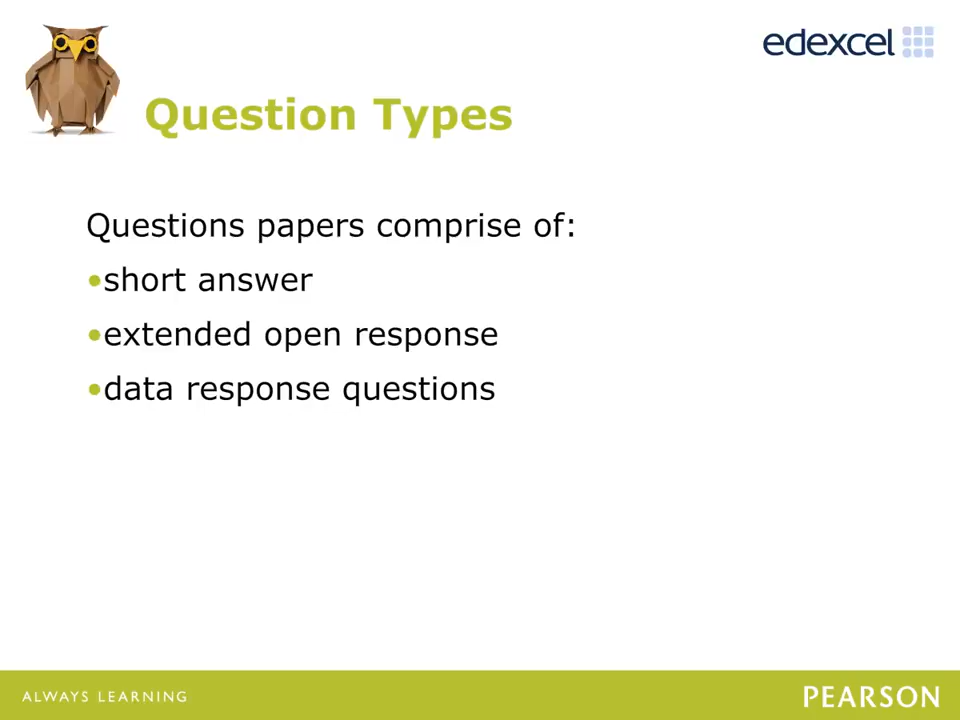 edexcel
Question Types
Questions papers comprise of:
•short answer
•extended open response
•data response questions
ALWAYS LEARNING
PEARSON